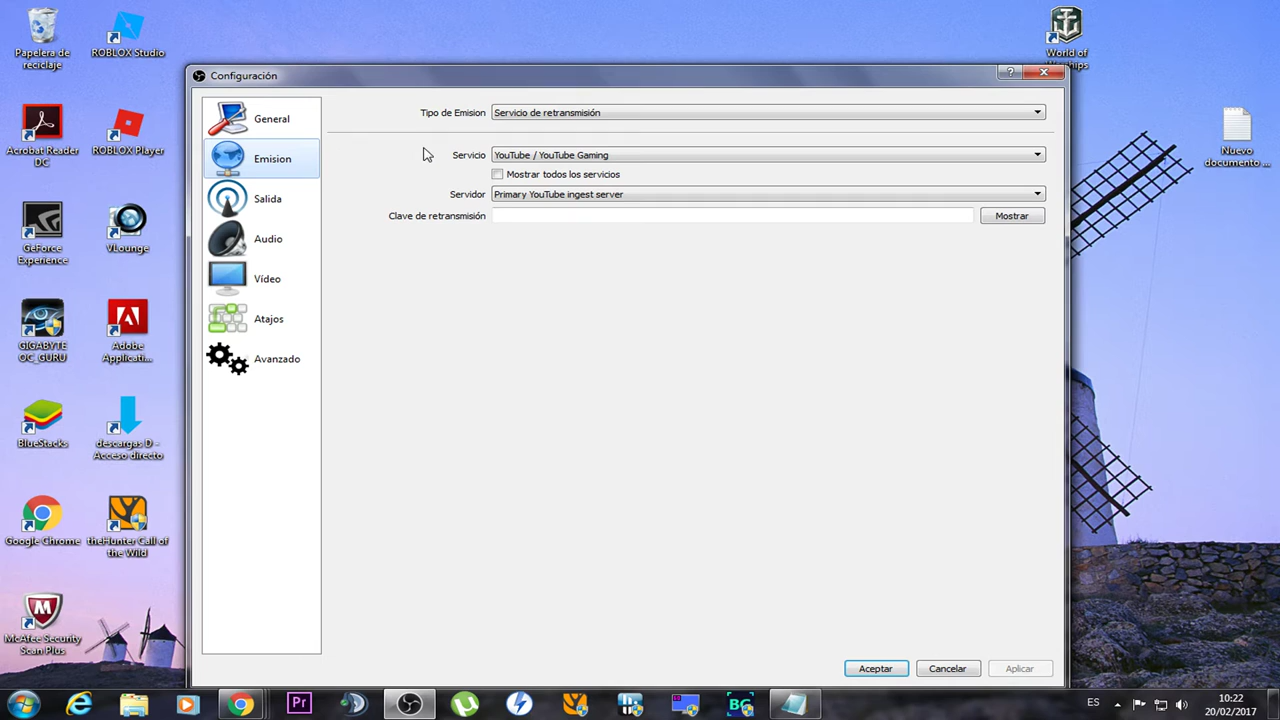 Papelera de
reciclaje
ROBLOX Studio
World of
Warships
Configuración
?
General
Tipo de Emision
Servicio de retransmisión
Acrobat Reader
DC
ROBLOX Player
Emision
Servicio
YouTube / YouTube Gaming
Nuevo
documento ...
Mostrar todos los servicios
Salida
Servidor
Primary YouTube ingest server
Clave de retransmisión
Mostrar
GeForce
Experience
VLounge
Audio
Vídeo
GIGABYTE
OC_GURU
Adobe
Applicati...
Atajos
Avanzado
BlueStacks
descargas D -
Acceso directo
Google Chrome
theHunter Call of
the Wild
McAfee Security
Scan Plus
Aceptar
Cancelar
Aplicar
Pr
BG
ES
10:22
20/02/2017